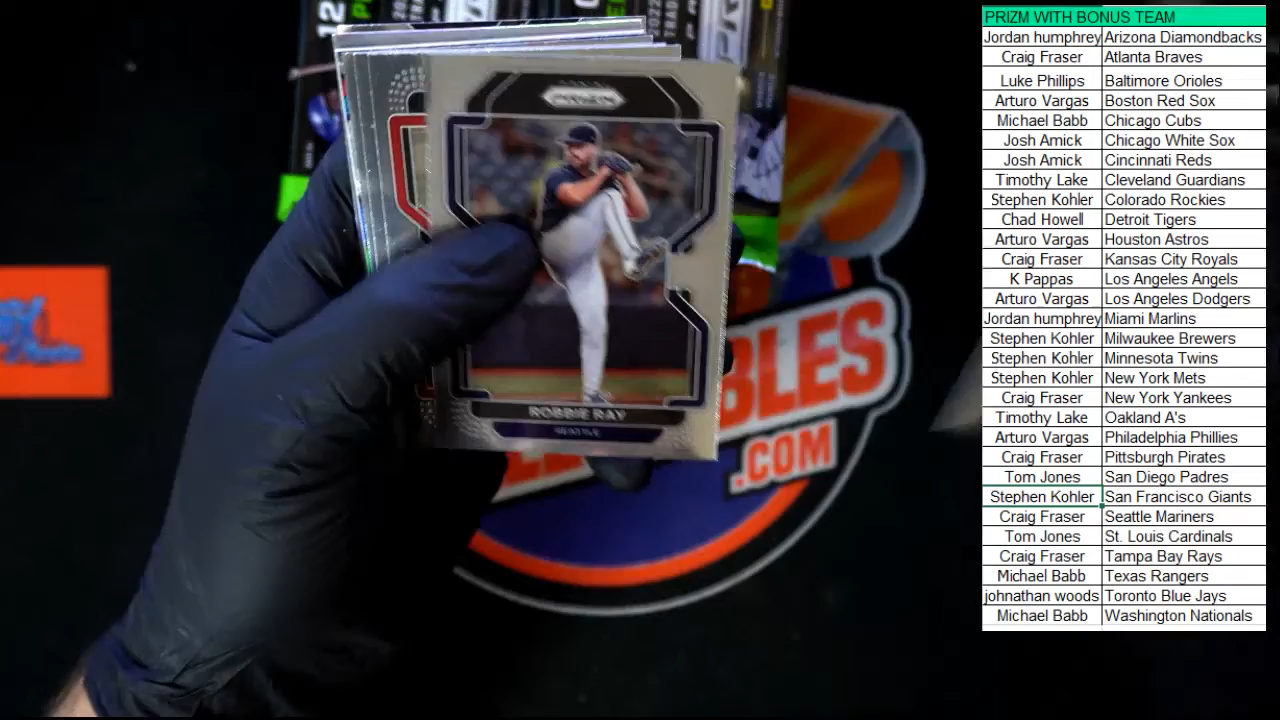 12
PRIZM
ROBBIE RAY
SEATTLE
BLES
.COM
PRIZM WITH BONUS TEAM
Jordan humphrey Arizona Diamondbacks
Craig Fraser Atlanta Braves
Luke Phillips Baltimore Orioles
Arturo Vargas Boston Red Sox
Michael Babb Chicago Cubs
Josh Amick Chicago White Sox
Josh Amick Cincinnati Reds
Timothy Lake Cleveland Guardians
Stephen Kohler Colorado Rockies
Chad Howell Detroit Tigers
Arturo Vargas Houston Astros
Craig Fraser Kansas City Royals
K Pappas Los Angeles Angels
Arturo Vargas Los Angeles Dodgers
Jordan humphrey Miami Marlins
Stephen Kohler Milwaukee Brewers
Stephen Kohler Minnesota Twins
Stephen Kohler New York Mets
Craig Fraser New York Yankees
Timothy Lake Oakland A's
Arturo Vargas Philadelphia Phillies
Craig Fraser Pittsburgh Pirates
Tom Jones San Diego Padres
Stephen Kohler San Francisco Giants
Craig Fraser Seattle Mariners
Tom Jones St. Louis Cardinals
Craig Fraser Tampa Bay Rays
Michael Babb Texas Rangers
johnathan woods Toronto Blue Jays
Michael Babb Washington Nationals